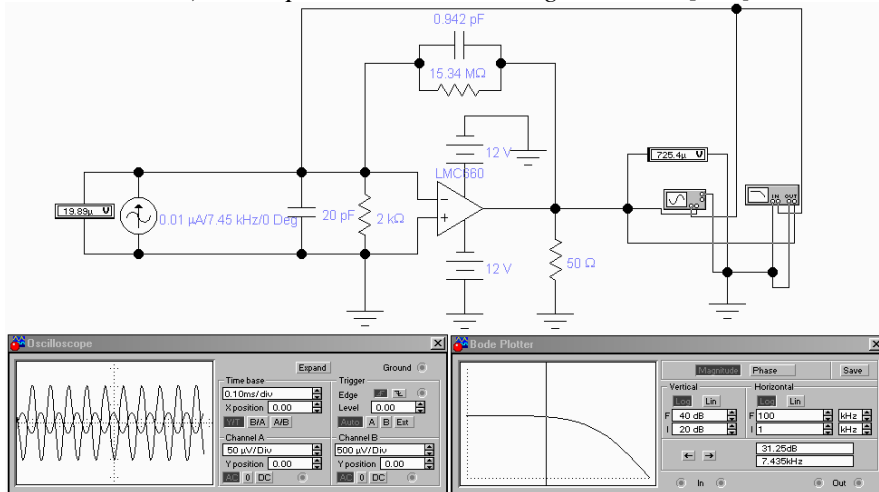 0.942 pF
15.34 MΩ
12 V
LMC660
725.4µ V
IN OUT
19.89µ V
0.01 µA/7.45 kHz/0 Deg
20 pF
2 kΩ
12 V
50 Ω
Oscilloscope
Expand
Ground
Time base
0.10ms/div
X position 0.00
Y/T B/A A/B
Trigger
Edge
Level 0.00
Auto A B Ext
Channel A
50 µV/Div
Y position 0.00
AC 0 DC
Channel B
500 µV/Div
Y position 0.00
AC 0 DC
Bode Plotter
Magnitude Phase Save
Vertical
Log Lin
F 40 dB
I 20 dB
Horizontal
Log Lin
F 100 kHz
I 1 kHz
31.25dB
7.435kHz
In Out